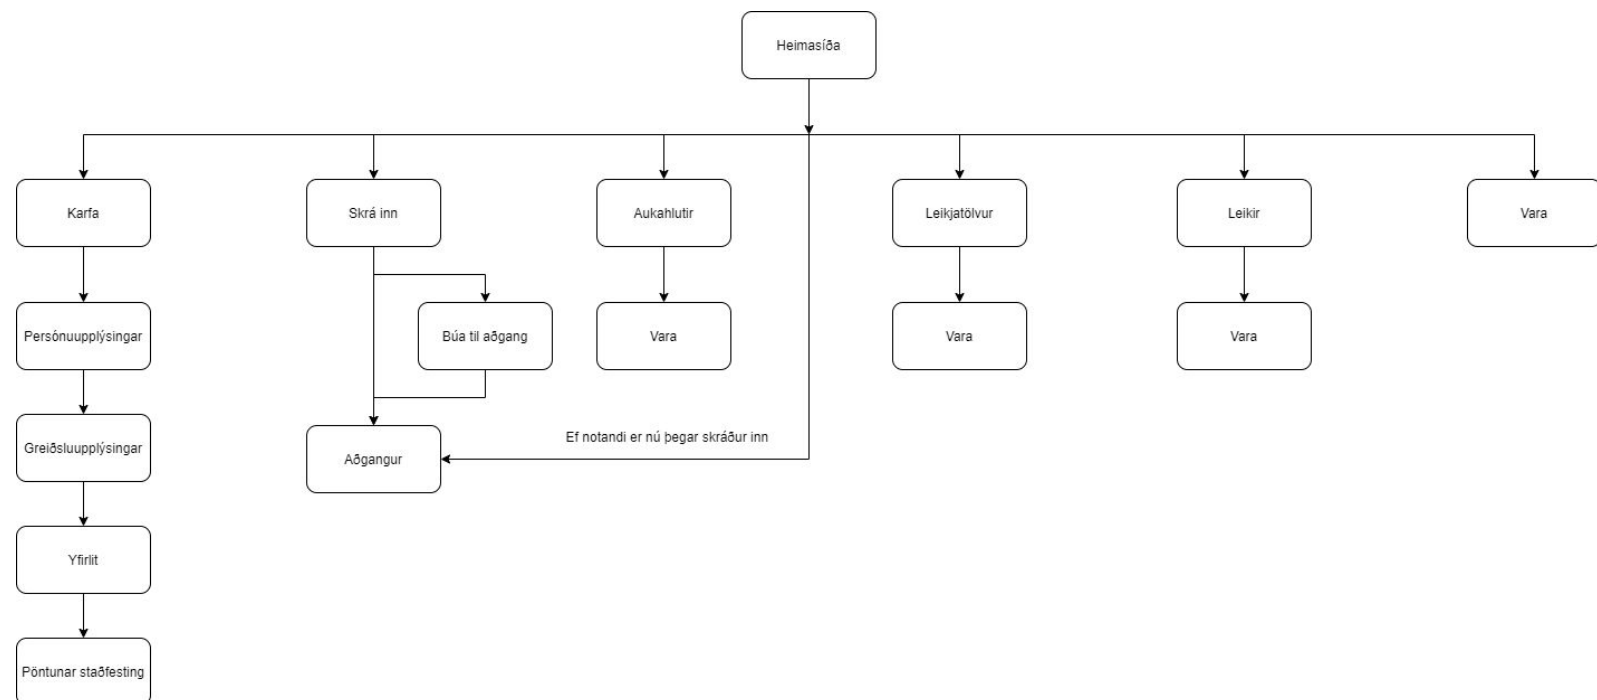 Heimasíða
Karfa
Skrá inn
Aukahlutir
Leikjatölvur
Leikir
Vara
Persónuupplýsingar
Búa til aðgang
Vara
Vara
Vara
Greiðsluupplýsingar
Ef notandi er nú þegar skráður inn
Aðgangur
Yfirlit
Pöntunar staðfesting